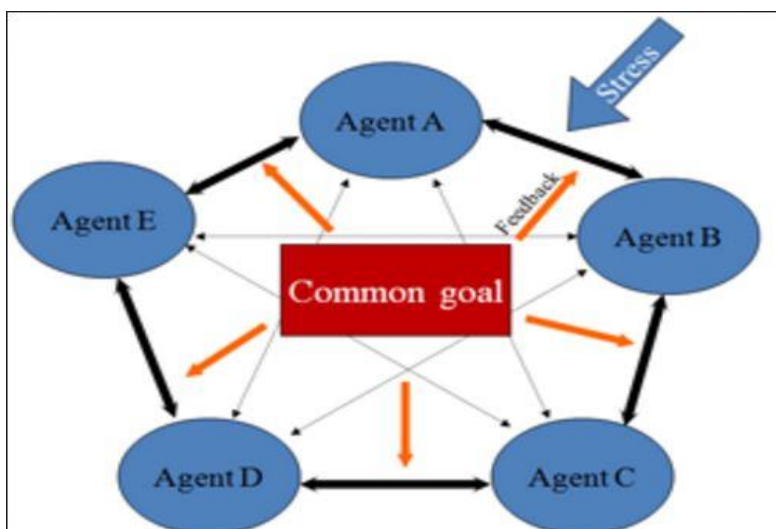 Stress
Agent A
Feedback
Agent E
Agent B
Common goal
Agent D
Agent C